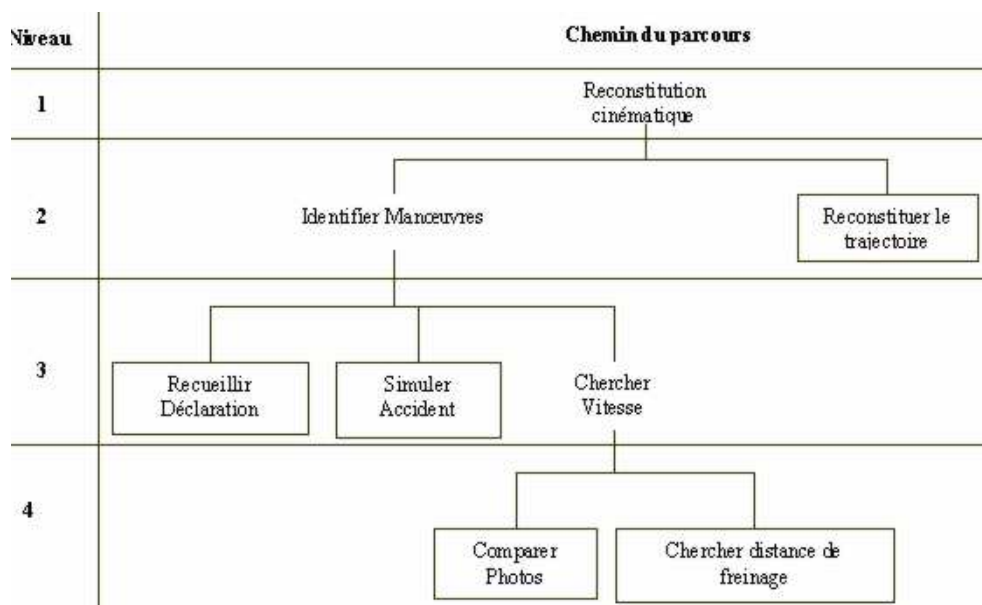 Niveau
Chemin du parcours
1
Reconstitution
cinématique
2
Identifier Manœuvres
Reconstituer le
trajectoire
3
Recueillir
Déclaration
Simuler
Accident
Chercher
Vitesse
4
Comparer
Photos
Chercher distance de
freinage